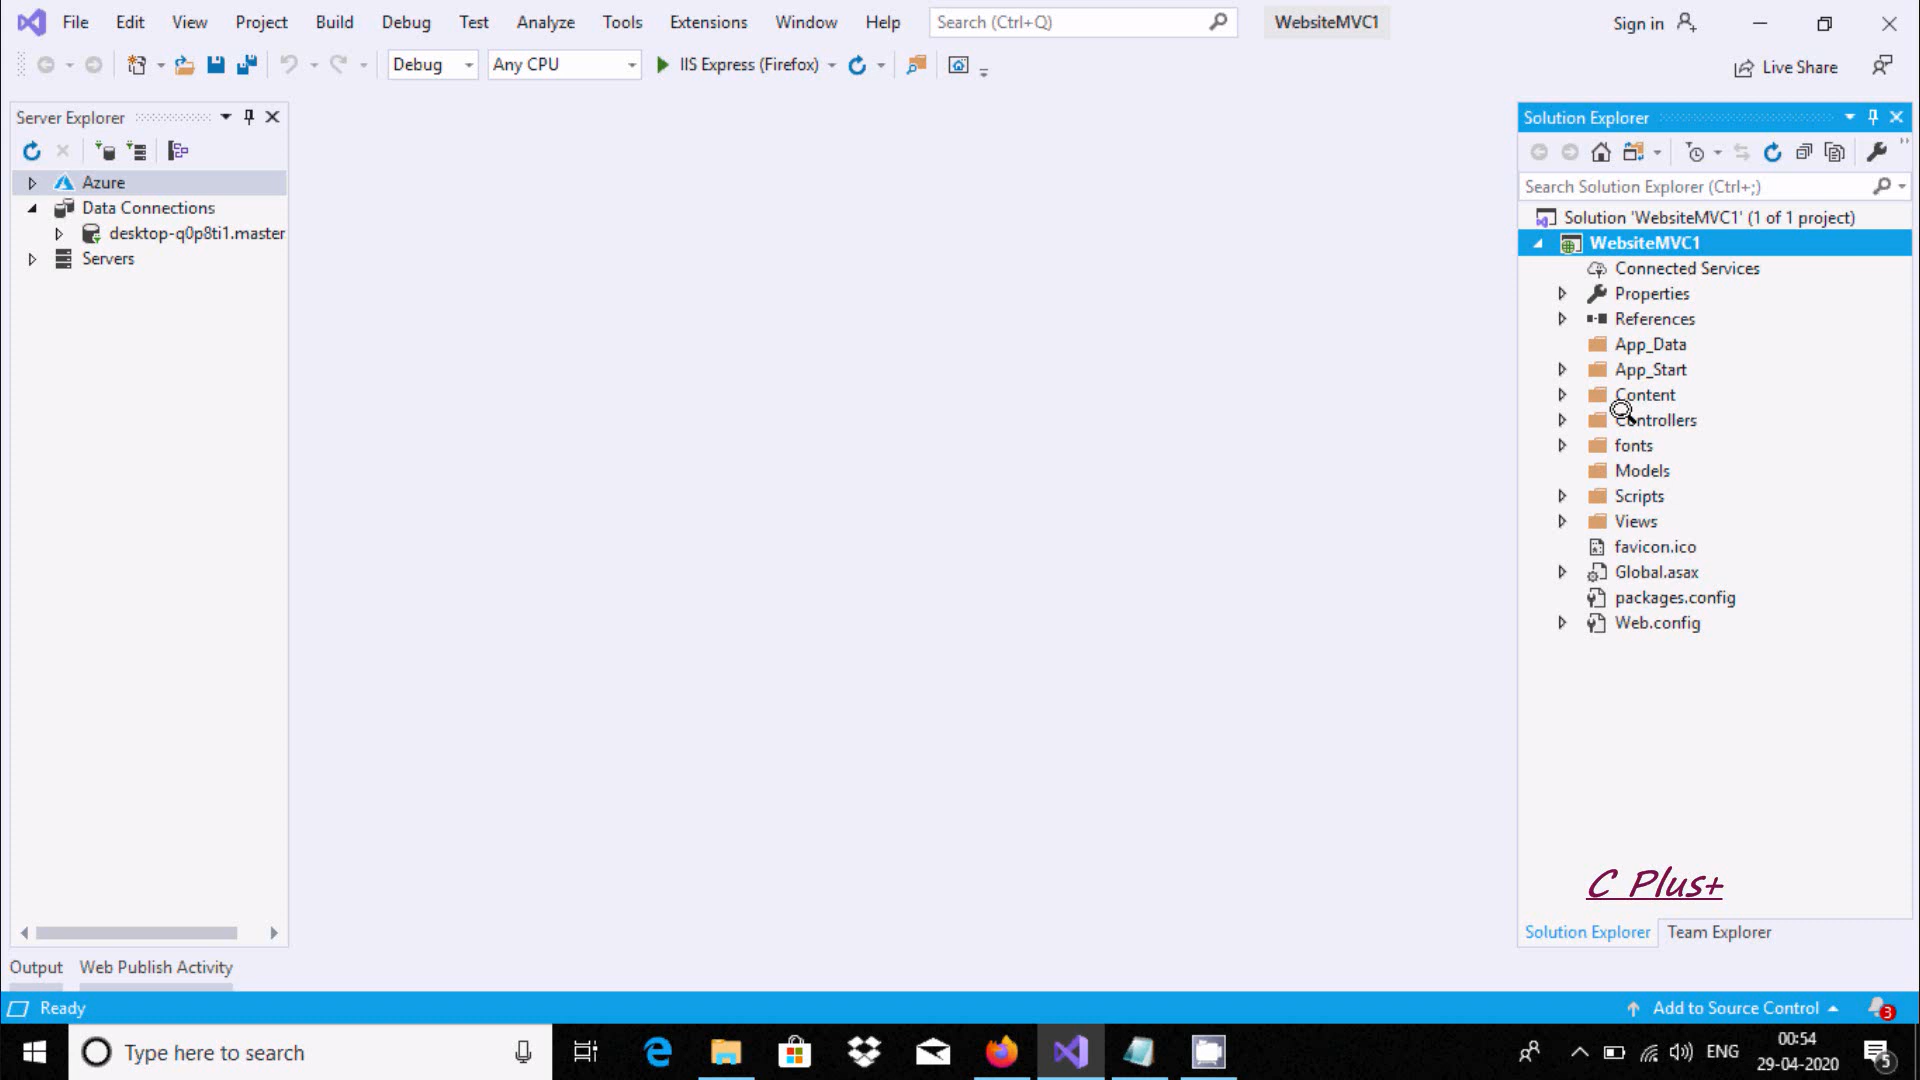 File Edit View Project Build Debug Test Analyze Tools Extensions Window Help Search (Ctrl+Q) WebsiteMVC1 Sign in
Debug Any CPU IIS Express (Firefox) Live Share
Server Explorer
Azure
Data Connections
desktop-q0p8ti1.master
Servers
Solution Explorer
Search Solution Explorer (Ctrl+;)
Solution 'WebsiteMVC1' (1 of 1 project)
WebsiteMVC1
Connected Services
Properties
References
App_Data
App_Start
Content
Controllers
fonts
Models
Scripts
Views
favicon.ico
Global.asax
packages.config
Web.config
C Plus+
Solution Explorer Team Explorer
Output Web Publish Activity
Ready Add to Source Control 3
Type here to search ENG 00:54
29-04-2020 5